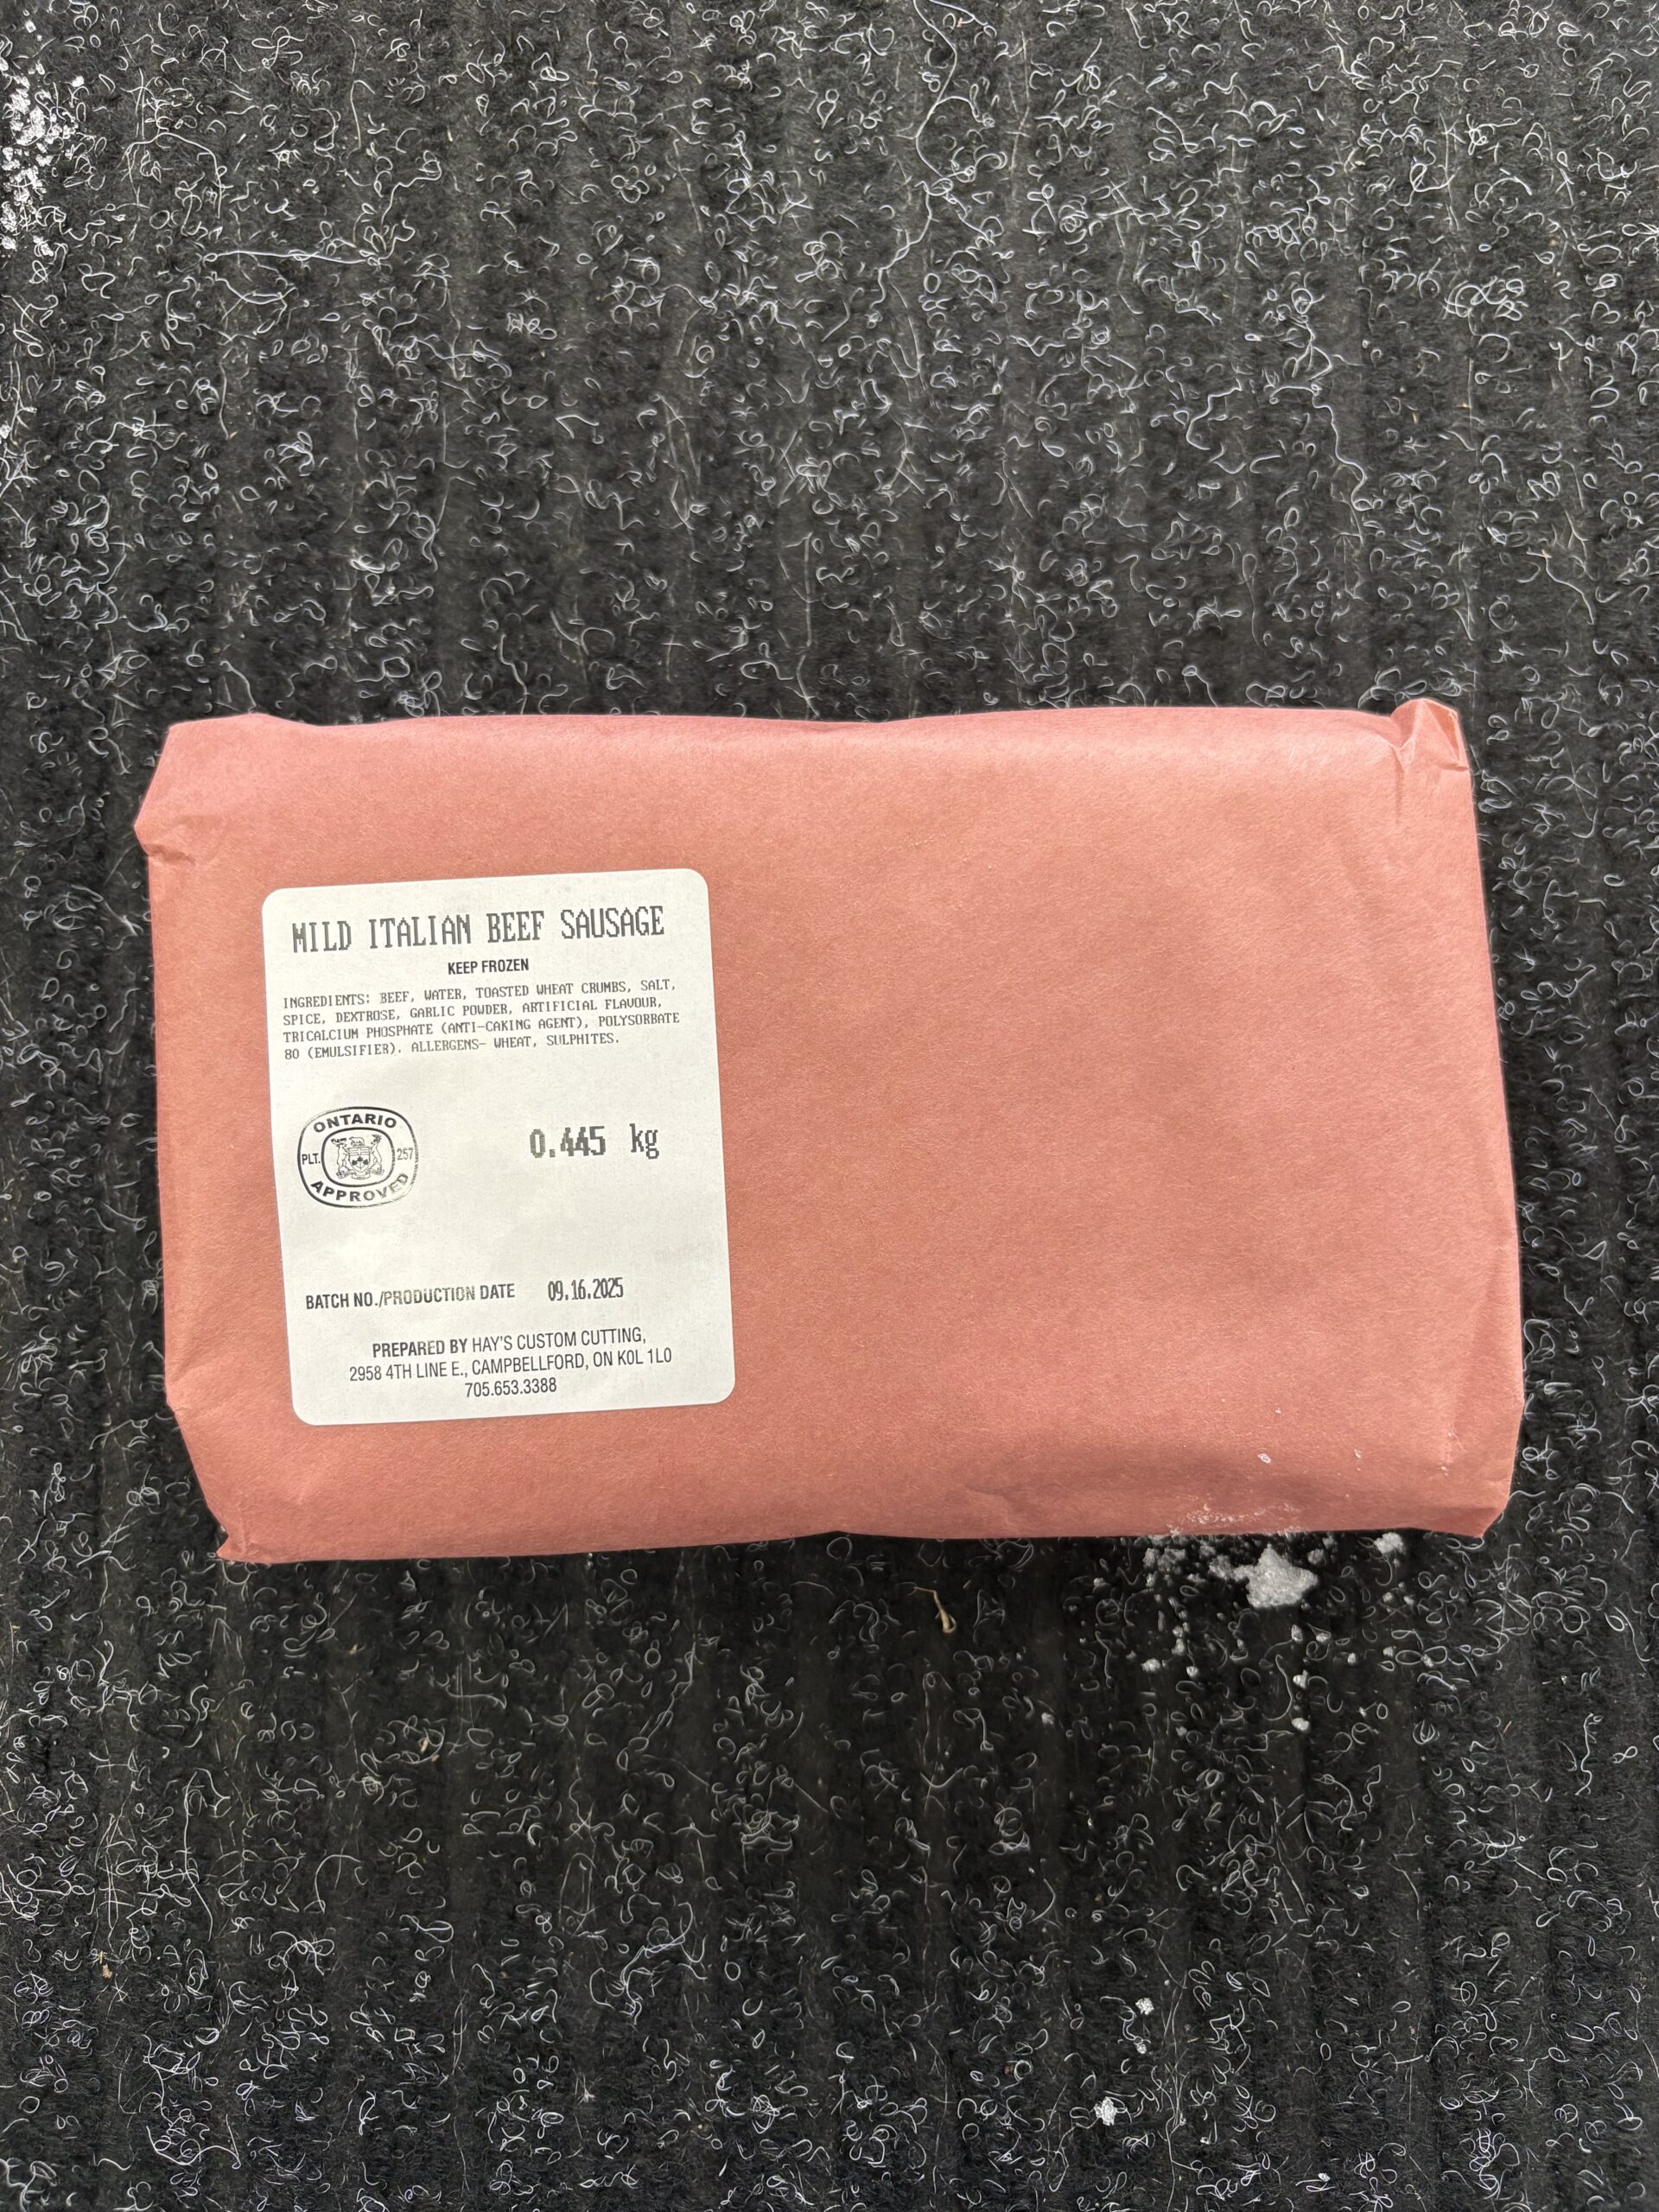 MILD ITALIAN BEEF SAUSAGE
KEEP FROZEN
INGREDIENTS: BEEF, WATER, TOASTED WHEAT CRUMBS, SALT,
SPICE, DEXTROSE, GARLIC POWDER, ARTIFICIAL FLAVOUR,
TRICALCIUM PHOSPHATE (ANTI-CAKING AGENT), POLYSORBATE
80 (EMULSIFIER). ALLERGENS- WHEAT, SULPHITES.
ONTARIO
PLT. 257
APPROVED
0.445 kg
BATCH NO./PRODUCTION DATE 09.16.2025
PREPARED BY HAY'S CUSTOM CUTTING,
2958 4TH LINE E., CAMPBELLFORD, ON K0L 1L0
705.653.3388